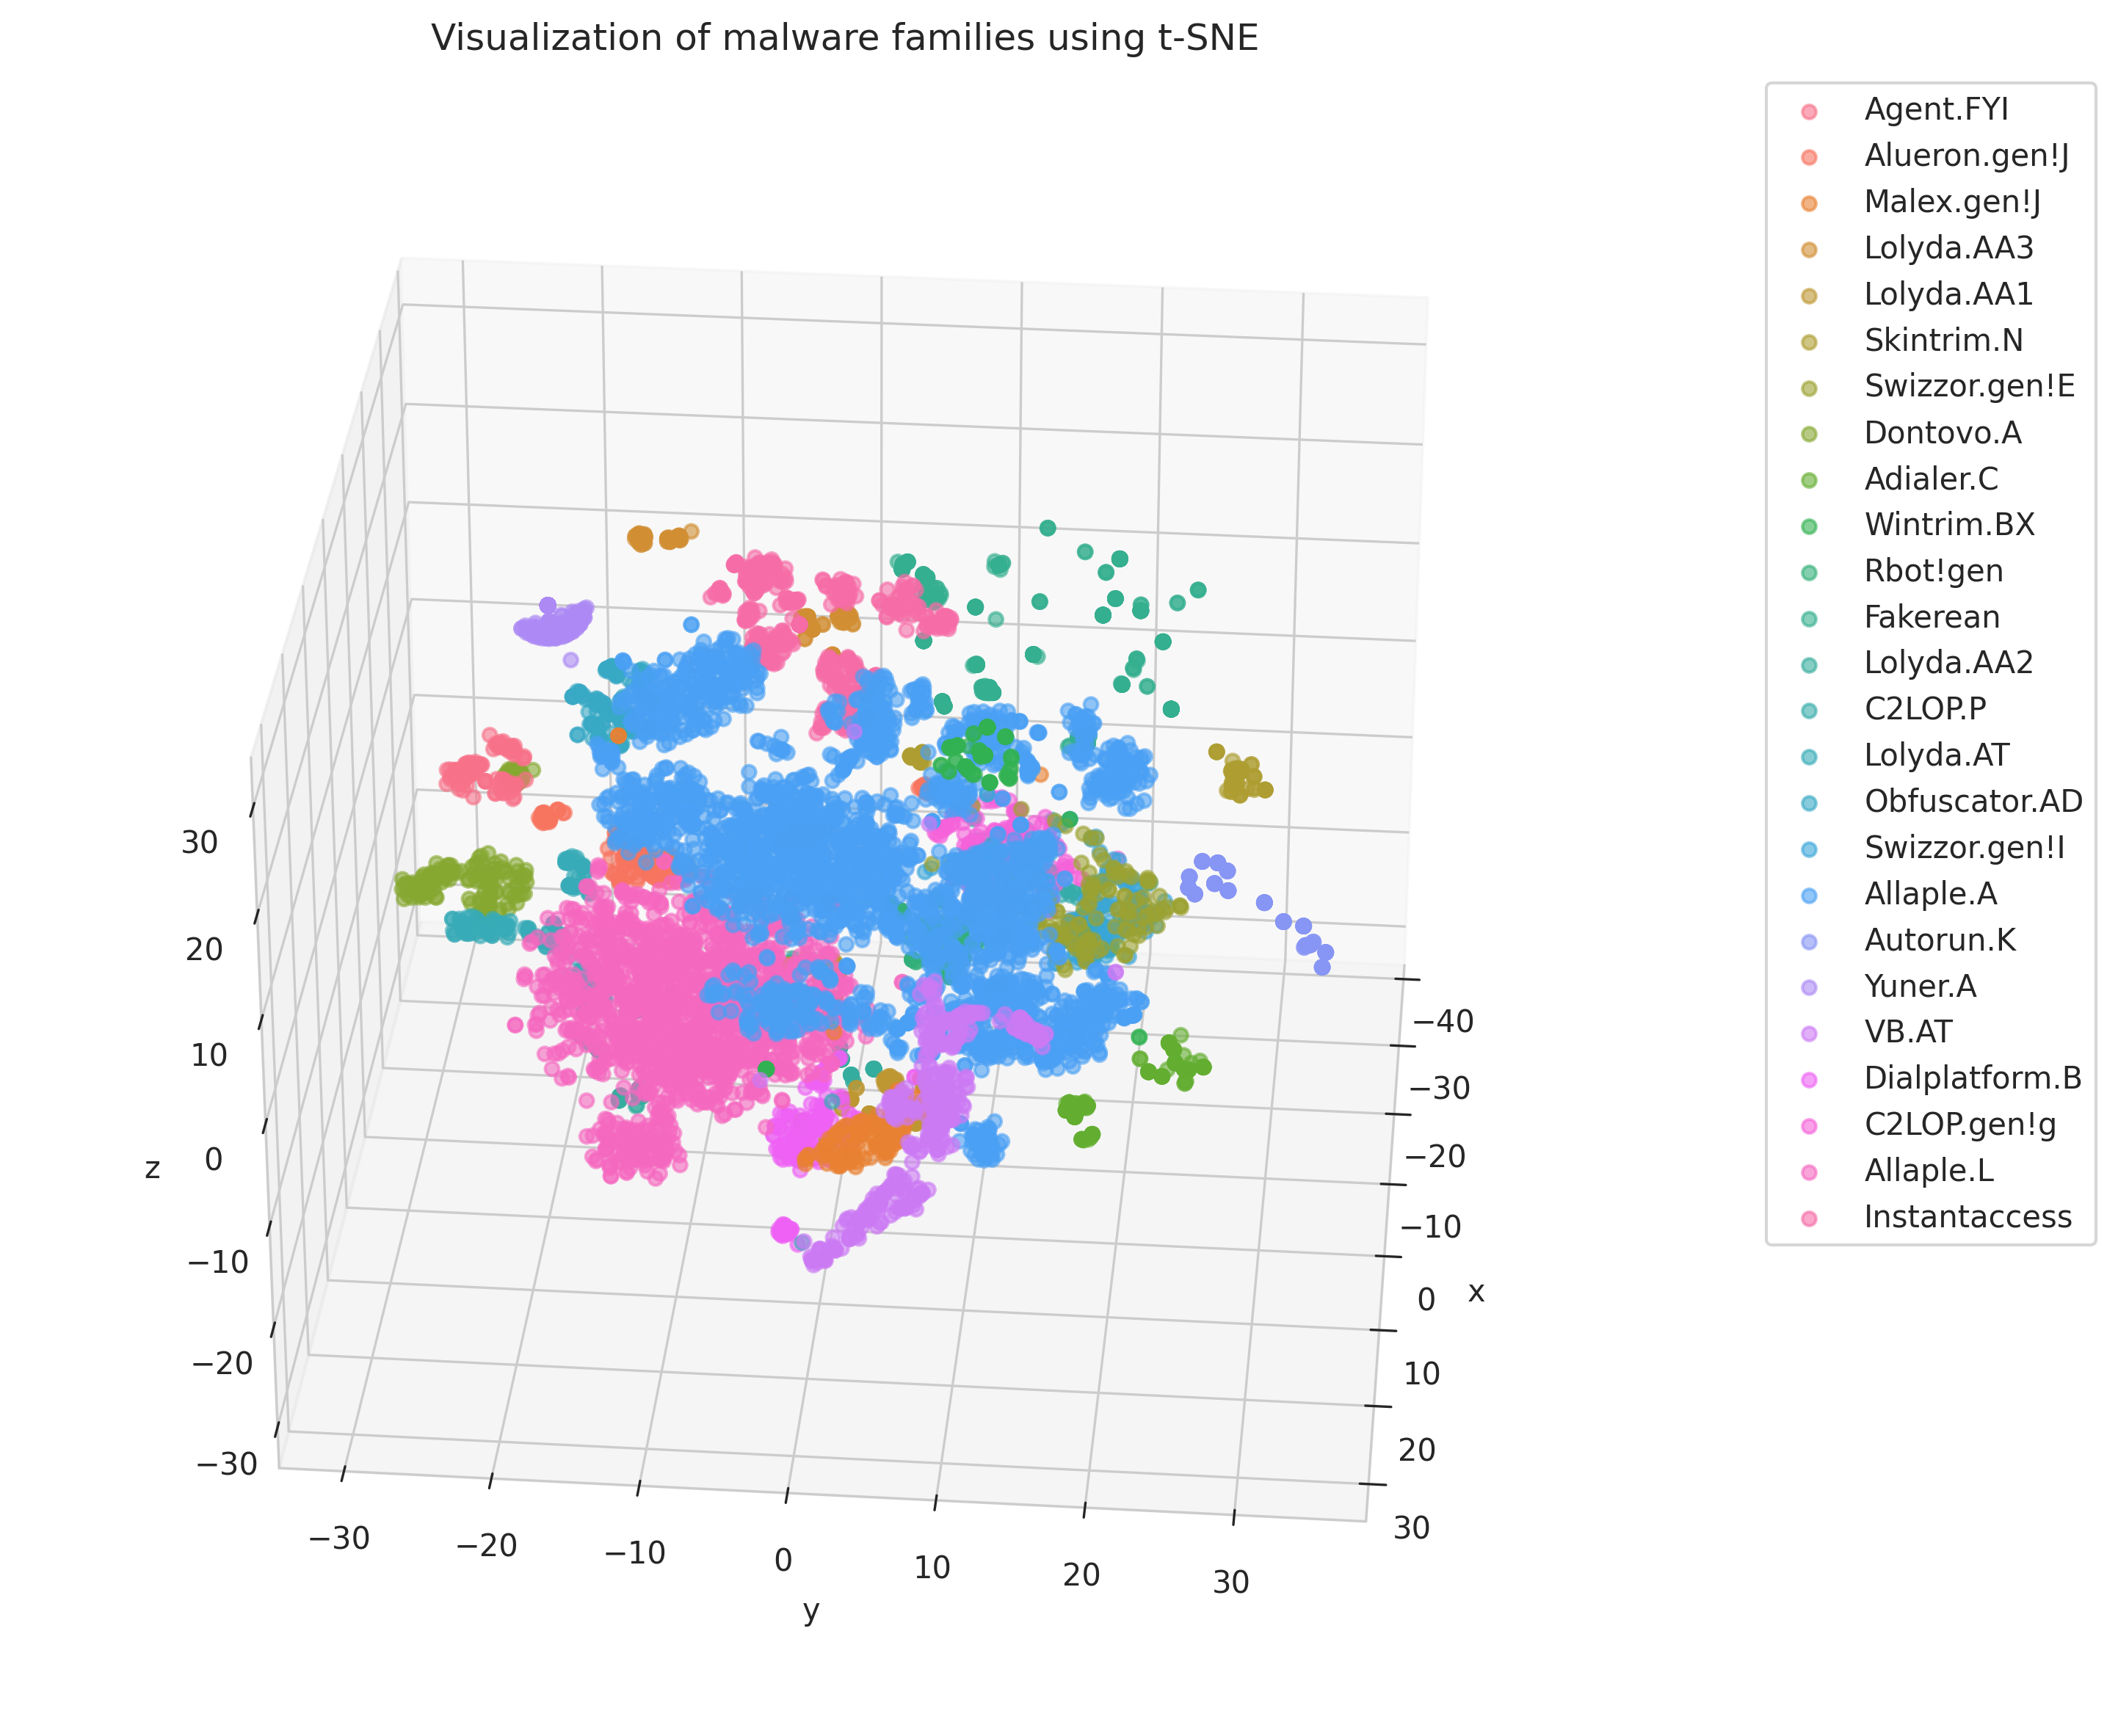 Visualization of malware families using t-SNE
Agent.FYI
Alueron.gen!J
Malex.gen!J
Lolyda.AA3
Lolyda.AA1
Skintrim.N
Swizzor.gen!E
Dontovo.A
Adialer.C
Wintrim.BX
Rbot!gen
Fakerean
Lolyda.AA2
C2LOP.P
Lolyda.AT
Obfuscator.AD
Swizzor.gen!I
Allaple.A
Autorun.K
Yuner.A
VB.AT
Dialplatform.B
C2LOP.gen!g
Allaple.L
Instantaccess
30
20
10
0
−10
−20
−30
z
−30
−20
−10
0
10
20
30
y
−40
−30
−20
−10
0
10
20
30
x